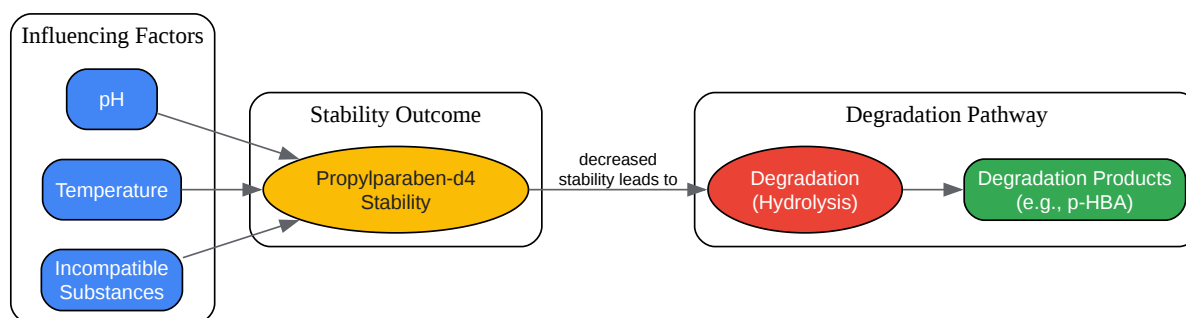 Influencing Factors
pH
Temperature
Incompatible
Substances
Stability Outcome
Propylparaben-d4
Stability
decreased
stability leads to
Degradation Pathway
Degradation
(Hydrolysis)
Degradation Products
(e.g., p-HBA)